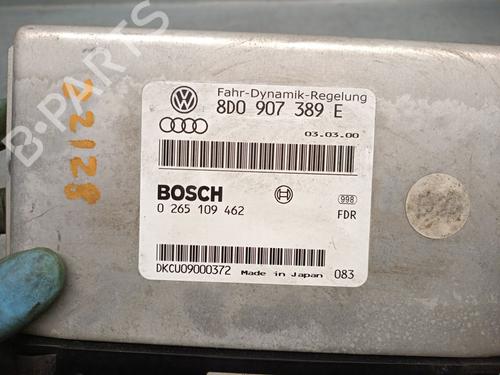 Fahr-Dynamik-Regelung
8D0 907 389 E
03.03.00
BOSCH
0 265 109 462
998
FDR
DKCU09000372 Made in Japan 083
22128
B-PARTS